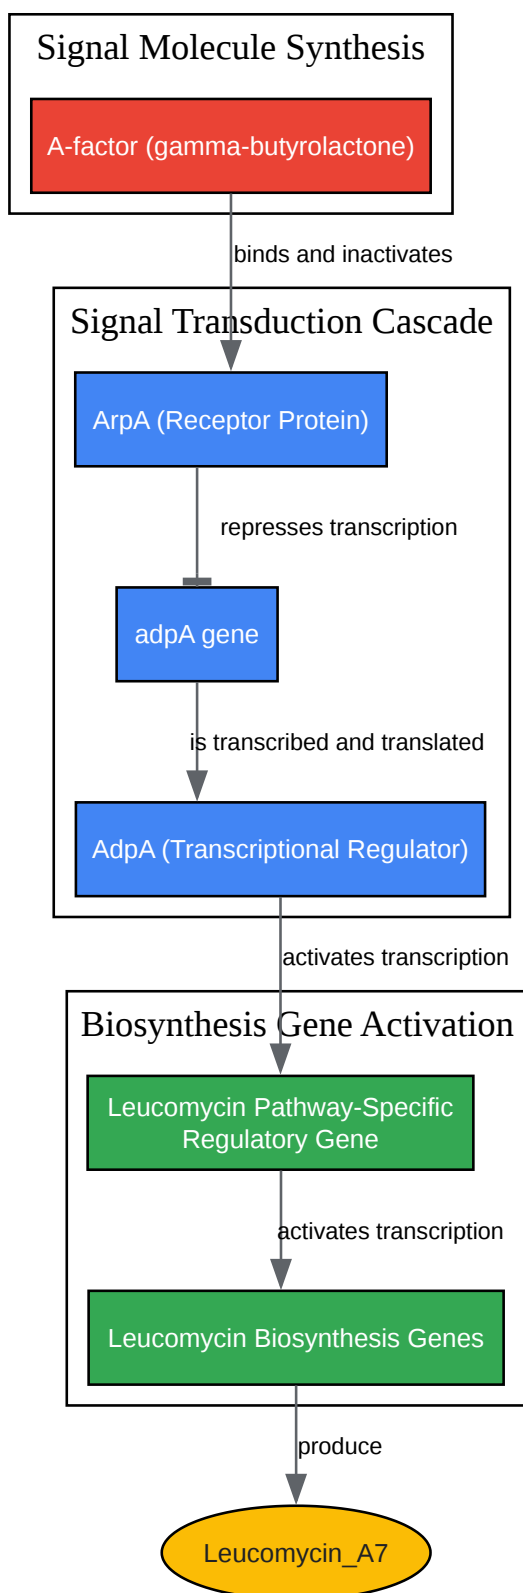 Signal Molecule Synthesis
A-factor (gamma-butyrolactone)
binds and inactivates
Signal Transduction Cascade
ArpA (Receptor Protein)
represses transcription
adpA gene
is transcribed and translated
AdpA (Transcriptional Regulator)
activates transcription
Biosynthesis Gene Activation
Leucomycin Pathway-Specific
Regulatory Gene
activates transcription
Leucomycin Biosynthesis Genes
produce
Leucomycin_A7